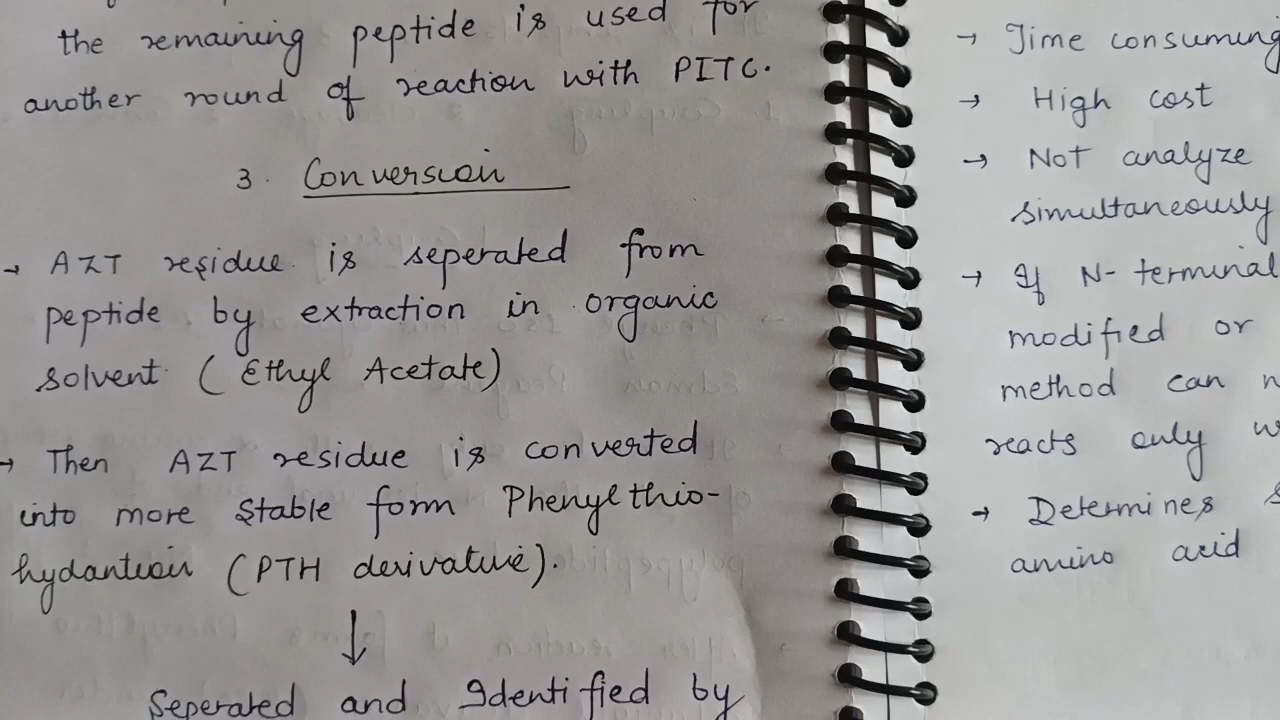 the remaining peptide is used for
another round of reaction with PITC.
3. Conversion
→ AZT residue is seperated from
peptide by extraction in organic
solvent (Ethyl Acetate)
→ Then AZT residue is converted
into more stable form Phenylthio-
hydantion (PTH derivative).
↓
Seperated and Identified by
→ Time consuming
→ High cost
→ Not analyze
simultaneously
→ If N-terminal
modified or
method can
reacts only
→ Determines
amino acid